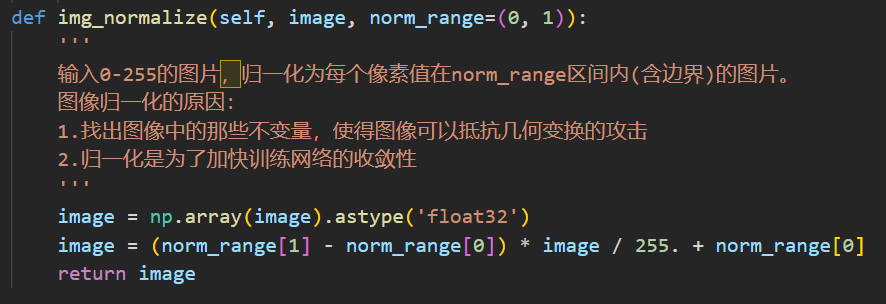 def img_normalize(self, image, norm_range=(0, 1)):
'''
输入0-255的图片，归一化为每个像素值在norm_range区间内(含边界)的图片。
图像归一化的原因：
1.找出图像中的那些不变量，使得图像可以抵抗几何变换的攻击
2.归一化是为了加快训练网络的收敛性
'''
image = np.array(image).astype('float32')
image = (norm_range[1] - norm_range[0]) * image / 255. + norm_range[0]
return image